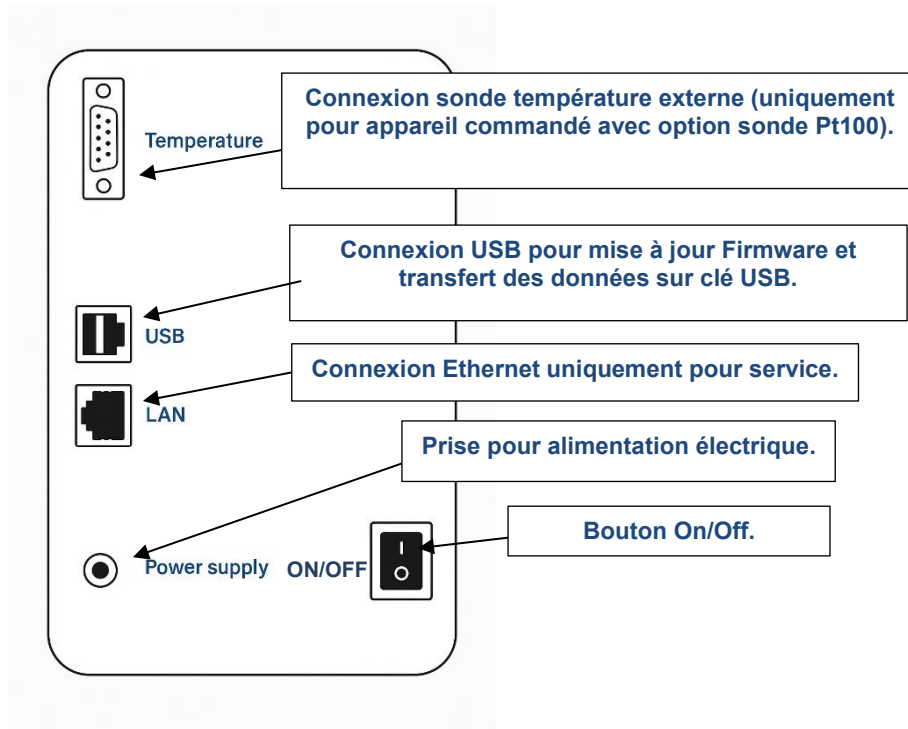 Connexion sonde température externe (uniquement
pour appareil commandé avec option sonde Pt100).
Temperature
Connexion USB pour mise à jour Firmware et
transfert des données sur clé USB.
USB
Connexion Ethernet uniquement pour service.
LAN
Prise pour alimentation électrique.
Bouton On/Off.
Power supply
ON/OFF